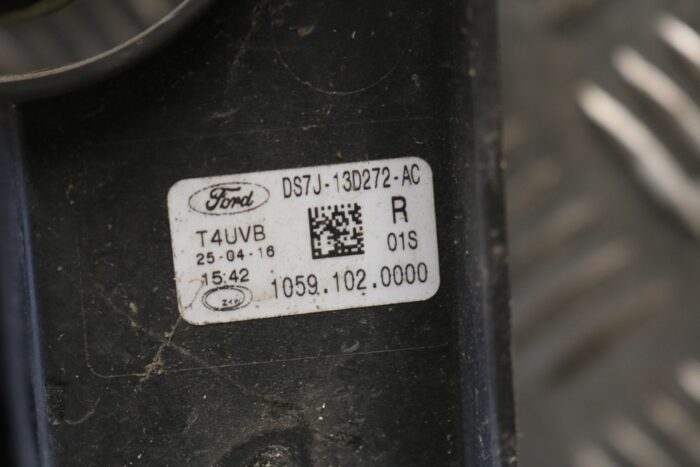 Ford DS7J-13D272-AC
T4UVB R
25-04-16 01S
15:42 1059.102.0000
ZKW